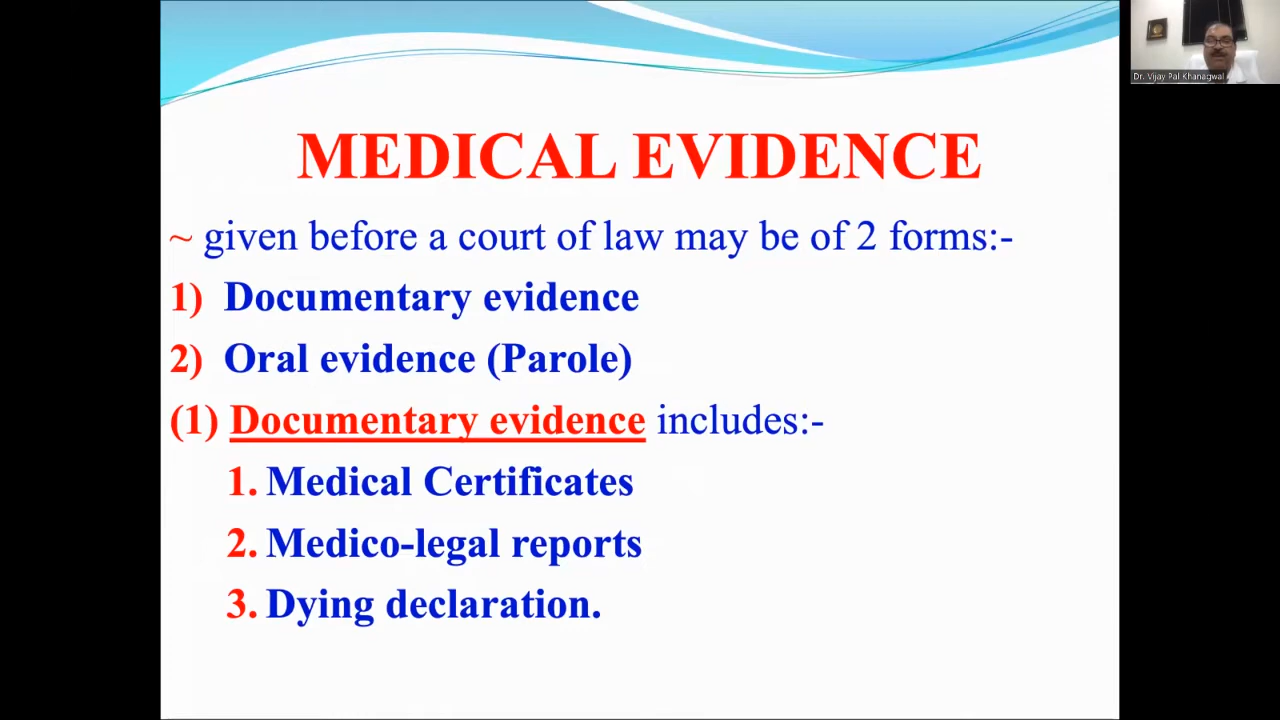 MEDICAL EVIDENCE
~ given before a court of law may be of 2 forms:-
1) Documentary evidence
2) Oral evidence (Parole)
(1) Documentary evidence includes:-
1. Medical Certificates
2. Medico-legal reports
3. Dying declaration.
Dr. Vijay Pal Khanagwal